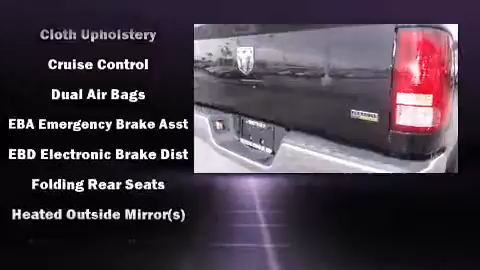 Cloth Upholstery
Cruise Control
Dual Air Bags
EBA Emergency Brake Asst
EBD Electronic Brake Dist
Folding Rear Seats
Heated Outside Mirror(s)